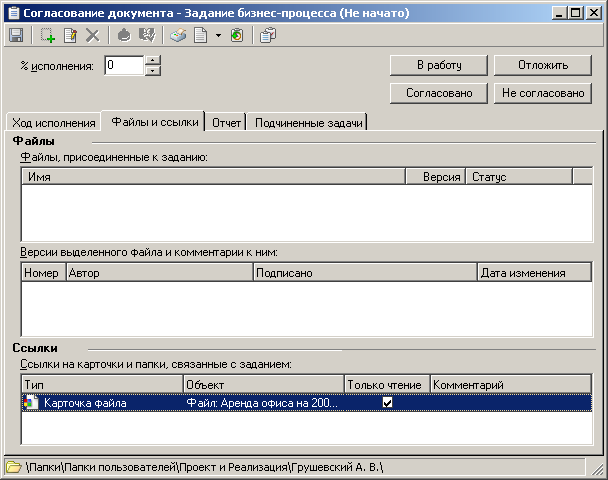 Согласование документа - Задание бизнес-процесса (Не начато)
% исполнения: 0
В работу Отложить
Согласовано Не согласовано
Ход исполнения Файлы и ссылки Отчет Подчиненные задачи
Файлы
Файлы, присоединенные к заданию:
Имя Версия Статус
Версии выделенного файла и комментарии к ним:
Номер Автор Подписано Дата изменения
Ссылки
Ссылки на карточки и папки, связанные с заданием:
Тип Объект Только чтение Комментарий
Карточка файла Файл: Аренда офиса на 200...
\Папки\Папки пользователей\Проект и Реализация\Грушевский А. В.\